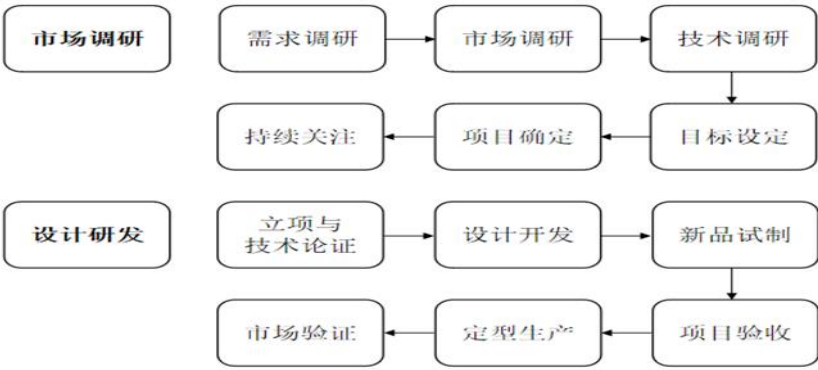 市场调研
需求调研
市场调研
技术调研
持续关注
项目确定
目标设定
设计研发
立项与
技术论证
设计开发
新品试制
市场验证
定型生产
项目验收